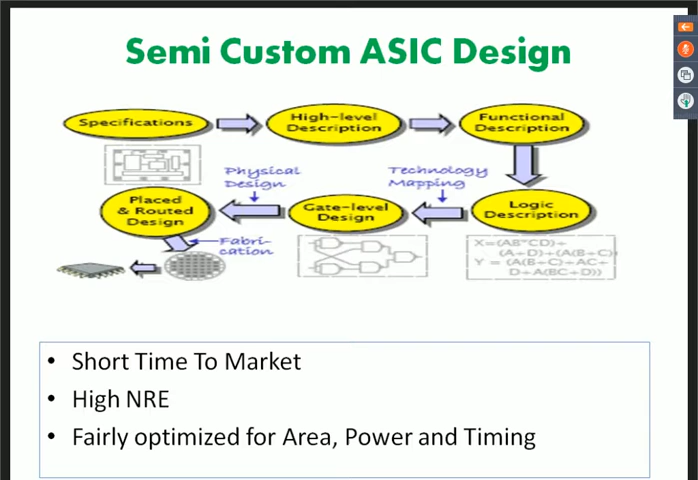 Semi Custom ASIC Design
Specifications
High-level
Description
Functional
Description
Physical
Design
Technology
Mapping
Placed
& Routed
Design
Gate-level
Design
Logic
Description
Fabri-
cation
X=(AB*CD)+
(A+D)+(A(B+C)
Y = (A(B+C)+AC+
D+A(BC+D))
• Short Time To Market
• High NRE
• Fairly optimized for Area, Power and Timing